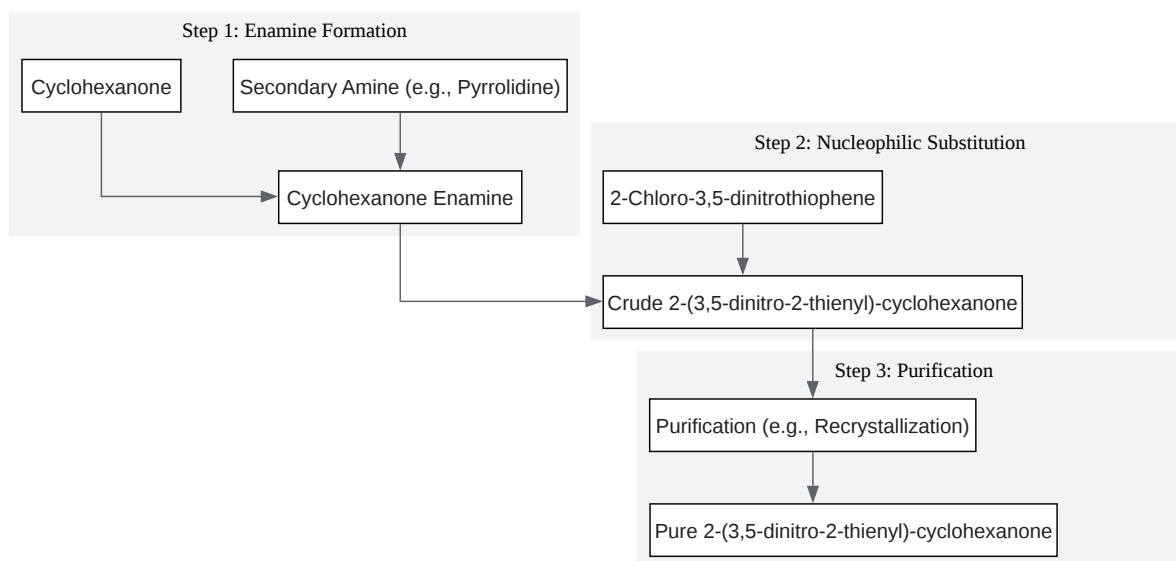 Step 1: Enamine Formation
Cyclohexanone
Secondary Amine (e.g., Pyrrolidine)
Cyclohexanone Enamine
Step 2: Nucleophilic Substitution
2-Chloro-3,5-dinitrothiophene
Crude 2-(3,5-dinitro-2-thienyl)-cyclohexanone
Step 3: Purification
Purification (e.g., Recrystallization)
Pure 2-(3,5-dinitro-2-thienyl)-cyclohexanone